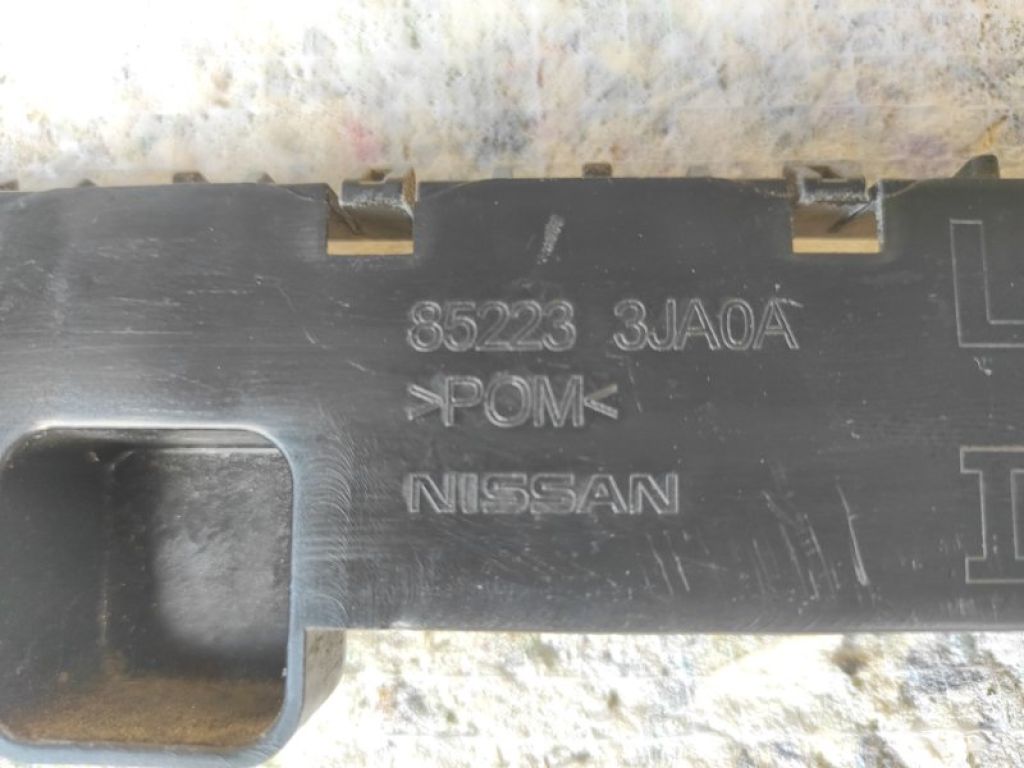 85223 3JA0A
>POM<
NISSAN
L